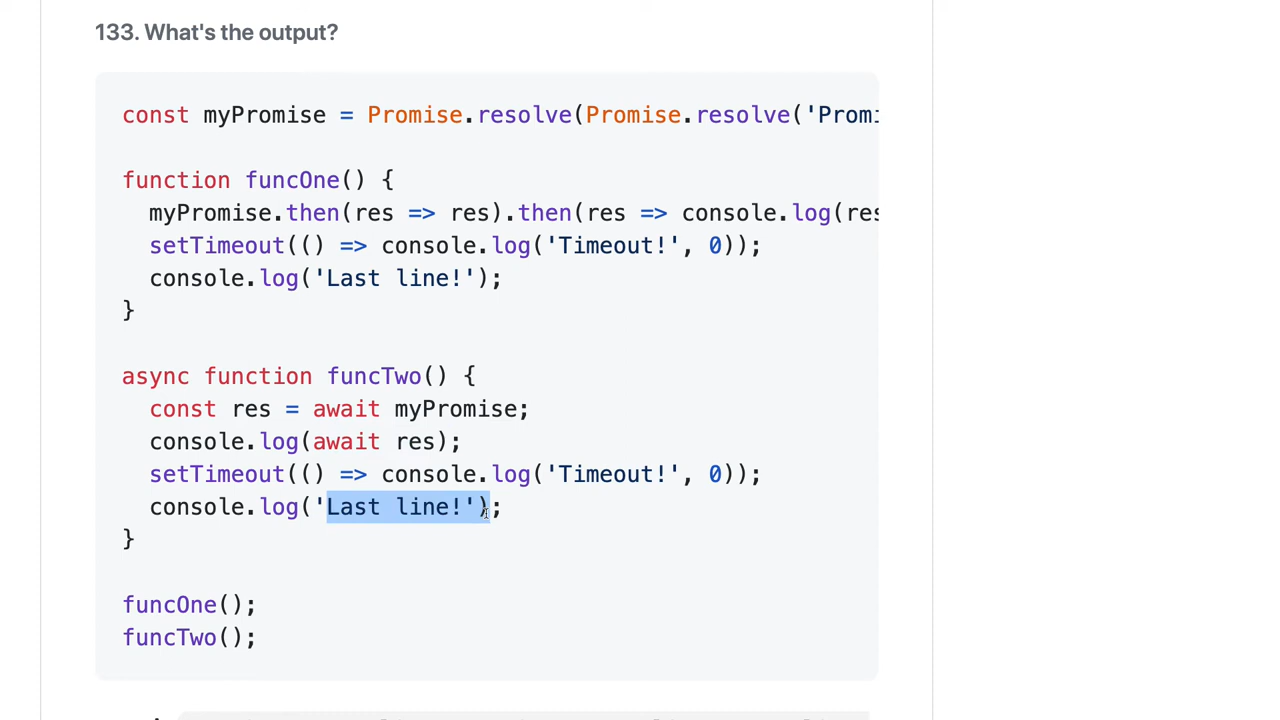 133. What's the output?
const myPromise = Promise.resolve(Promise.resolve('Promi
function funcOne() {
  myPromise.then(res => res).then(res => console.log(res
  setTimeout(() => console.log('Timeout!', 0));
  console.log('Last line!');
}
async function funcTwo() {
  const res = await myPromise;
  console.log(await res);
  setTimeout(() => console.log('Timeout!', 0));
  console.log('Last line!');
}
funcOne();
funcTwo();